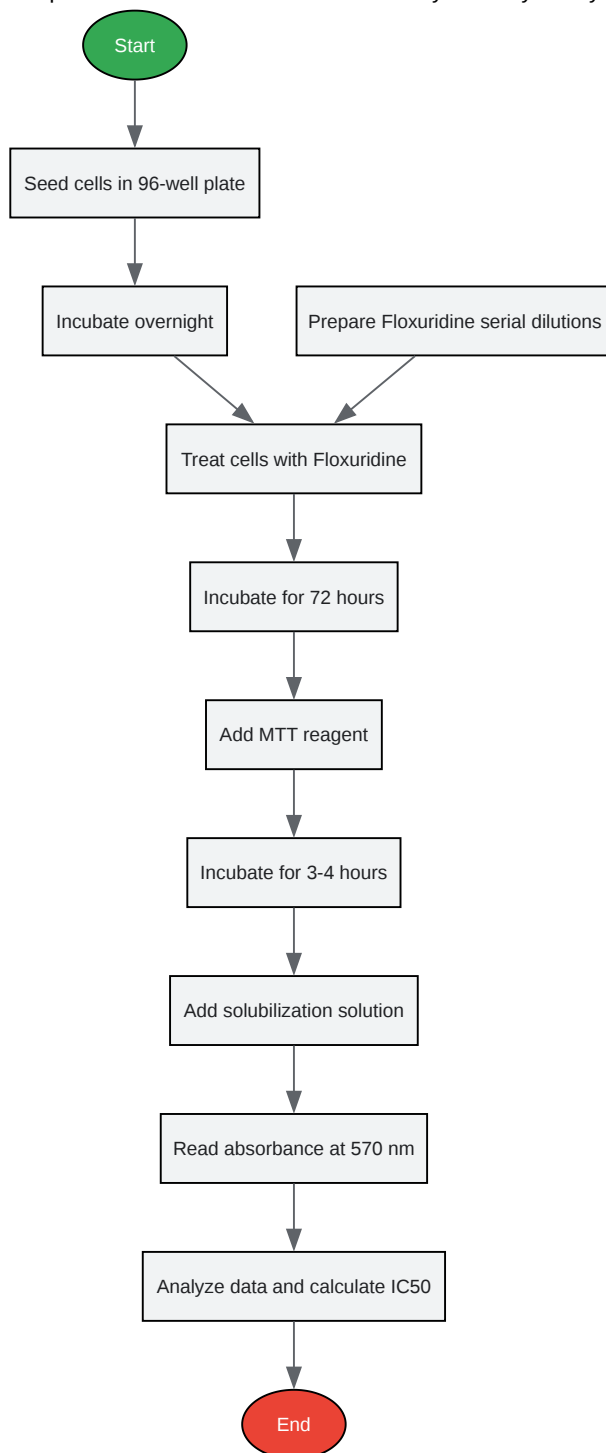 Start
Seed cells in 96-well plate
Incubate overnight
Prepare Floxuridine serial dilutions
Treat cells with Floxuridine
Incubate for 72 hours
Add MTT reagent
Incubate for 3-4 hours
Add solubilization solution
Read absorbance at 570 nm
Analyze data and calculate IC50
End